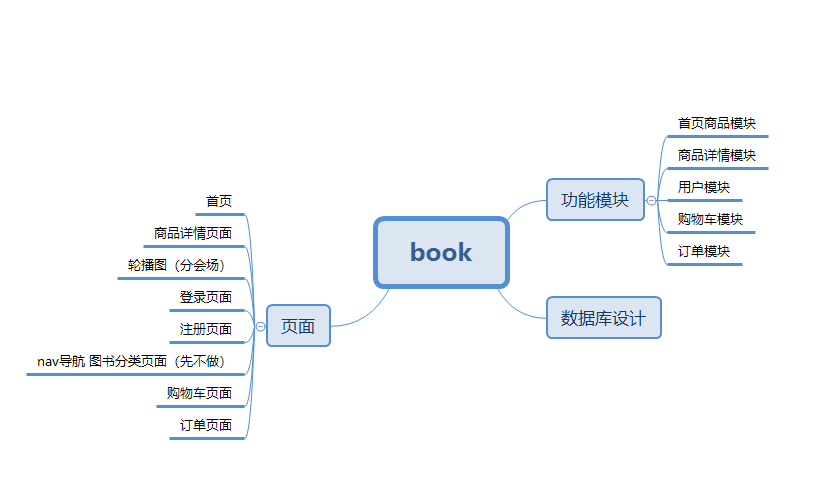 book
功能模块
首页商品模块
商品详情模块
用户模块
购物车模块
订单模块
数据库设计
页面
首页
商品详情页面
轮播图（分会场）
登录页面
注册页面
nav导航 图书分类页面（先不做）
购物车页面
订单页面